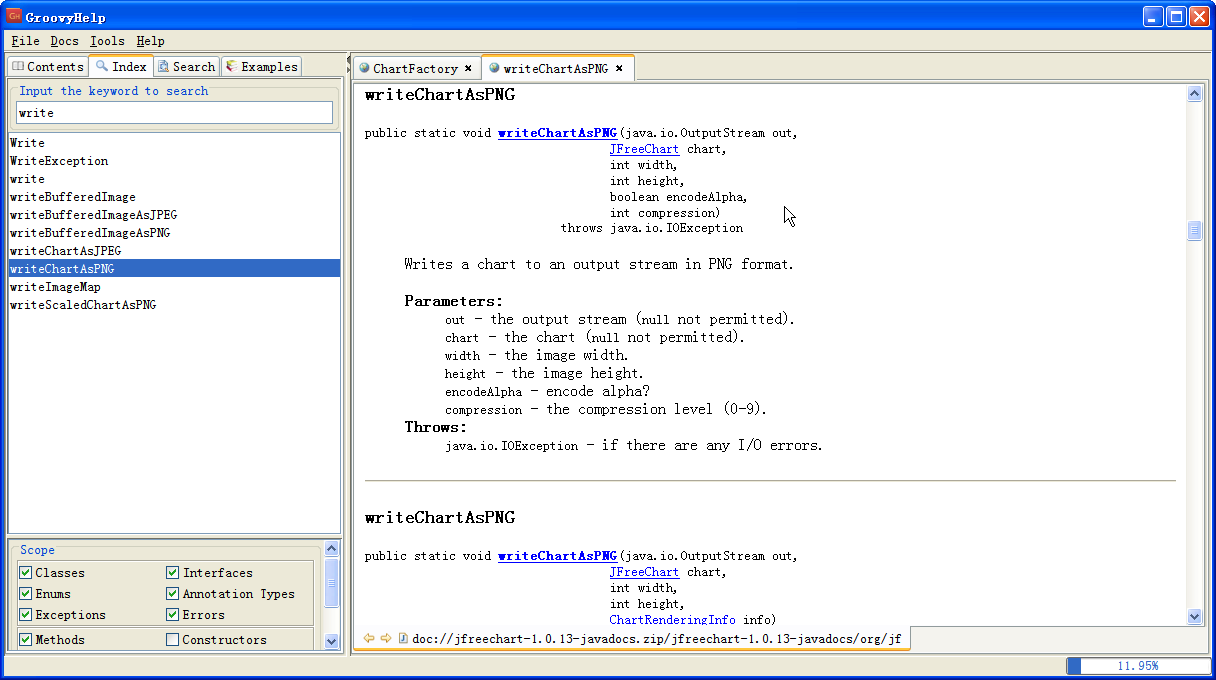 GroovyHelp
File Docs Iools Help
Contents Index Search Examples
Input the keyword to search
write
Write
WriteException
write
writeBufferedImage
writeBufferedImageAsJPEG
writeBufferedImageAsPNG
writeChartAsJPEG
writeChartAsPNG
writeImageMap
writeScaledChartAsPNG
Scope
Classes Interfaces
Enums Annotation Types
Exceptions Errors
Methods Constructors
ChartFactory × writeChartAsPNG ×
writeChartAsPNG
public static void writeChartAsPNG(java.io.OutputStream out,
JFreeChart chart,
int width,
int height,
boolean encodeAlpha,
int compression)
throws java.io.IOException
Writes a chart to an output stream in PNG format.
Parameters:
out - the output stream (null not permitted).
chart - the chart (null not permitted).
width - the image width.
height - the image height.
encodeAlpha - encode alpha?
compression - the compression level (0-9).
Throws:
java.io.IOException - if there are any I/O errors.
writeChartAsPNG
public static void writeChartAsPNG(java.io.OutputStream out,
JFreeChart chart,
int width,
int height,
ChartRenderingInfo info)
doc://jfreechart-1.0.13-javadocs.zip/jfreechart-1.0.13-javadocs/org/jf
11.95%